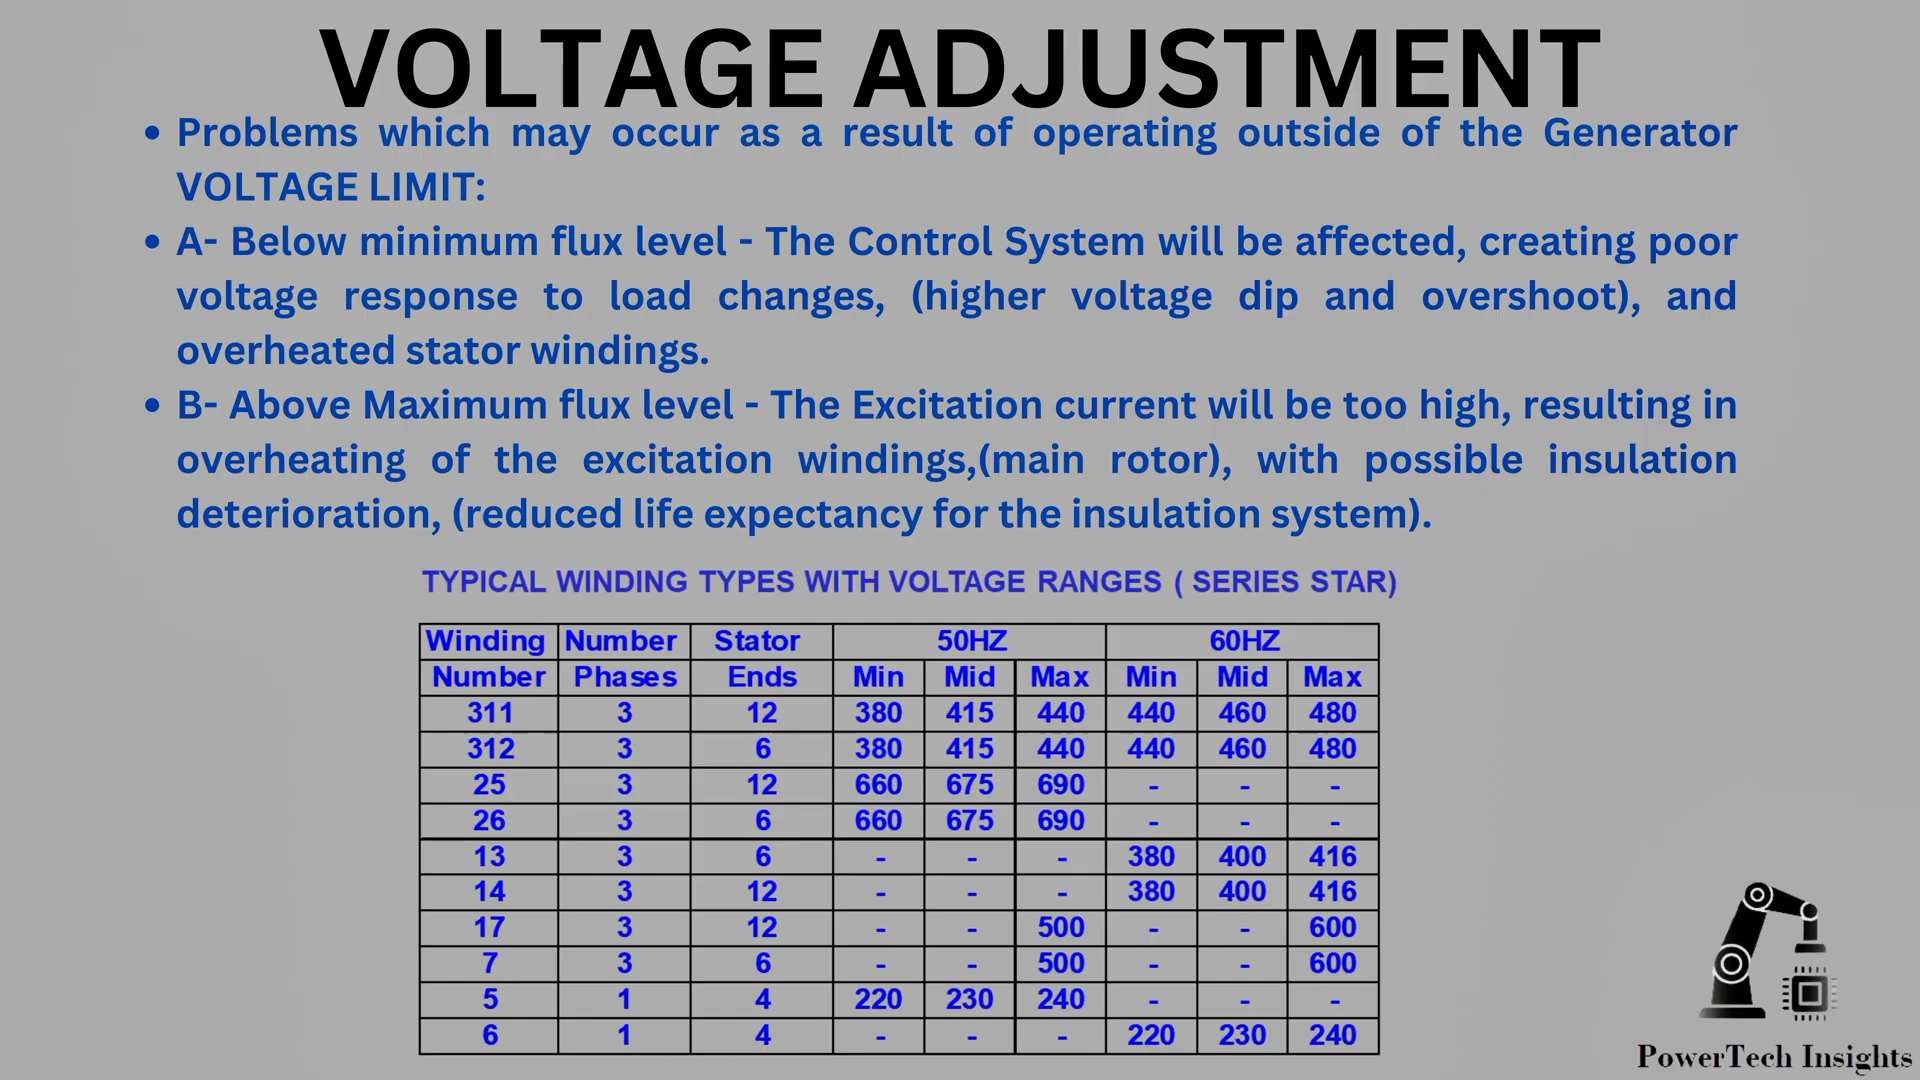 VOLTAGE ADJUSTMENT
• Problems which may occur as a result of operating outside of the Generator
VOLTAGE LIMIT:
• A- Below minimum flux level - The Control System will be affected, creating poor
voltage response to load changes, (higher voltage dip and overshoot), and
overheated stator windings.
• B- Above Maximum flux level - The Excitation current will be too high, resulting in
overheating of the excitation windings,(main rotor), with possible insulation
deterioration, (reduced life expectancy for the insulation system).
TYPICAL WINDING TYPES WITH VOLTAGE RANGES ( SERIES STAR)
Winding Number Stator 50HZ 60HZ
Number Phases Ends Min Mid Max Min Mid Max
311 3 12 380 415 440 440 460 480
312 3 6 380 415 440 440 460 480
25 3 12 660 675 690 - - -
26 3 6 660 675 690 - - -
13 3 6 - - - 380 400 416
14 3 12 - - - 380 400 416
17 3 12 - - 500 - - 600
7 3 6 - - 500 - - 600
5 1 4 220 230 240 - - -
6 1 4 - - - 220 230 240
PowerTech Insights